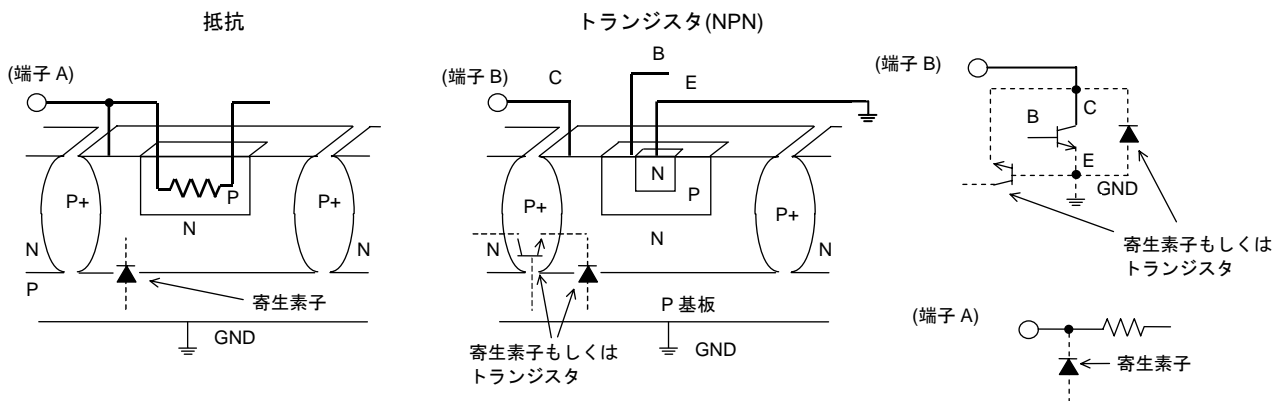 抵抗
(端子 A)
P+
P+
P
N
N
N
P
寄生素子
GND
トランジスタ(NPN)
(端子 B)
C
B
E
N
P
P+
P+
N
N
N
P 基板
GND
寄生素子もしくは
トランジスタ
(端子 B)
C
B
E
GND
寄生素子もしくは
トランジスタ
(端子 A)
寄生素子